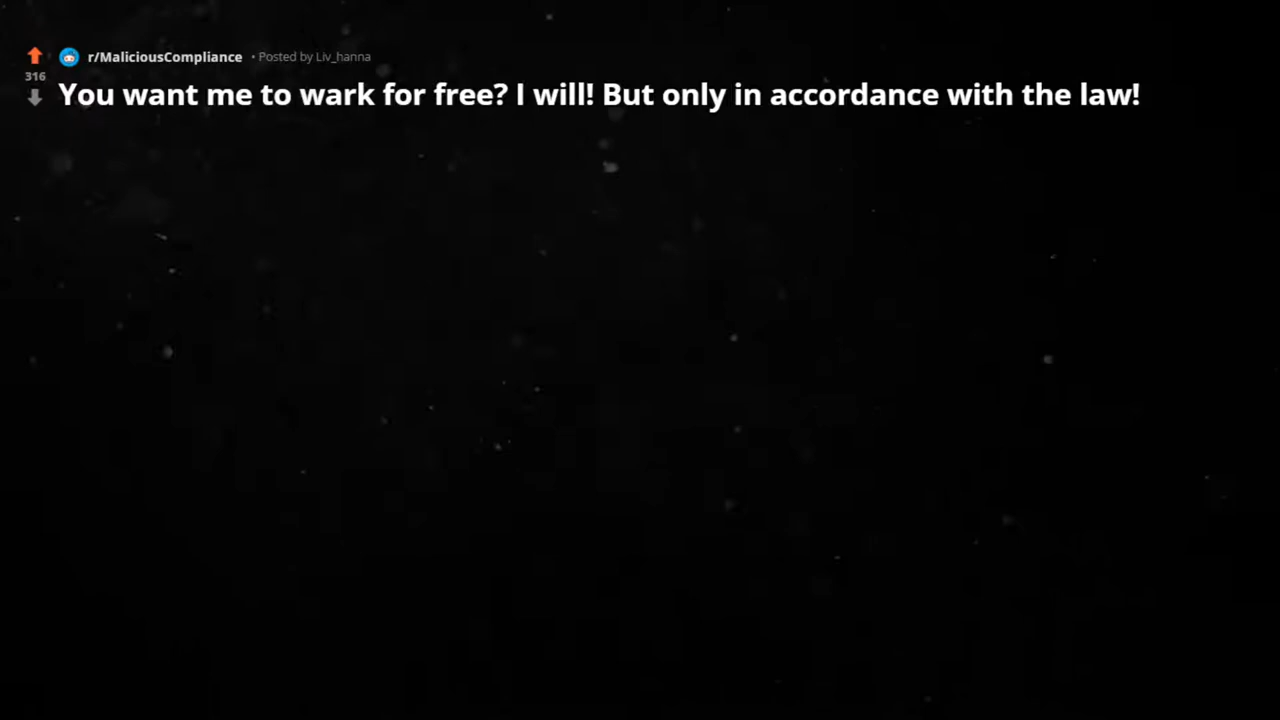 r/MaliciousCompliance • Posted by Liv_hanna
316
You want me to wark for free? I will! But only in accordance with the law!